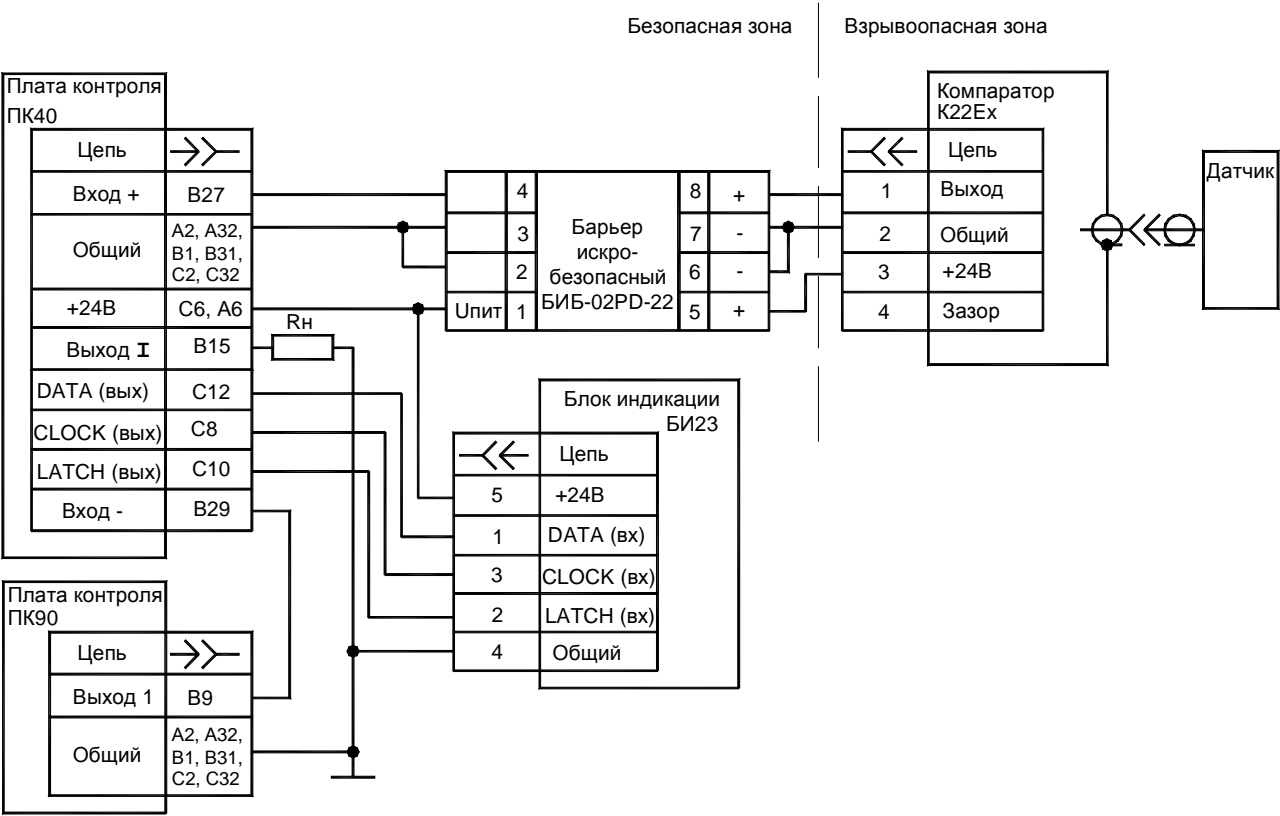 Безопасная зона
Взрывоопасная зона
Плата контроля
ПК40
Цепь
Вход +
B27
Общий
A2, A32,
B1, B31,
C2, C32
+24В
C6, A6
Выход I
B15
DATA (вых)
C12
CLOCK (вых)
C8
LATCH (вых)
C10
Вход -
B29
Rн
4
3
2
Uпит
1
Барьер
искро-
безопасный
БИБ-02PD-22
8
+
7
-
6
-
5
+
Компаратор
К22Ех
Цепь
1
Выход
2
Общий
3
+24В
4
Зазор
Датчик
Блок индикации
БИ23
Цепь
5
+24В
1
DATA (вх)
3
CLOCK (вх)
2
LATCH (вх)
4
Общий
Плата контроля
ПК90
Цепь
Выход 1
B9
Общий
A2, A32,
B1, B31,
C2, C32